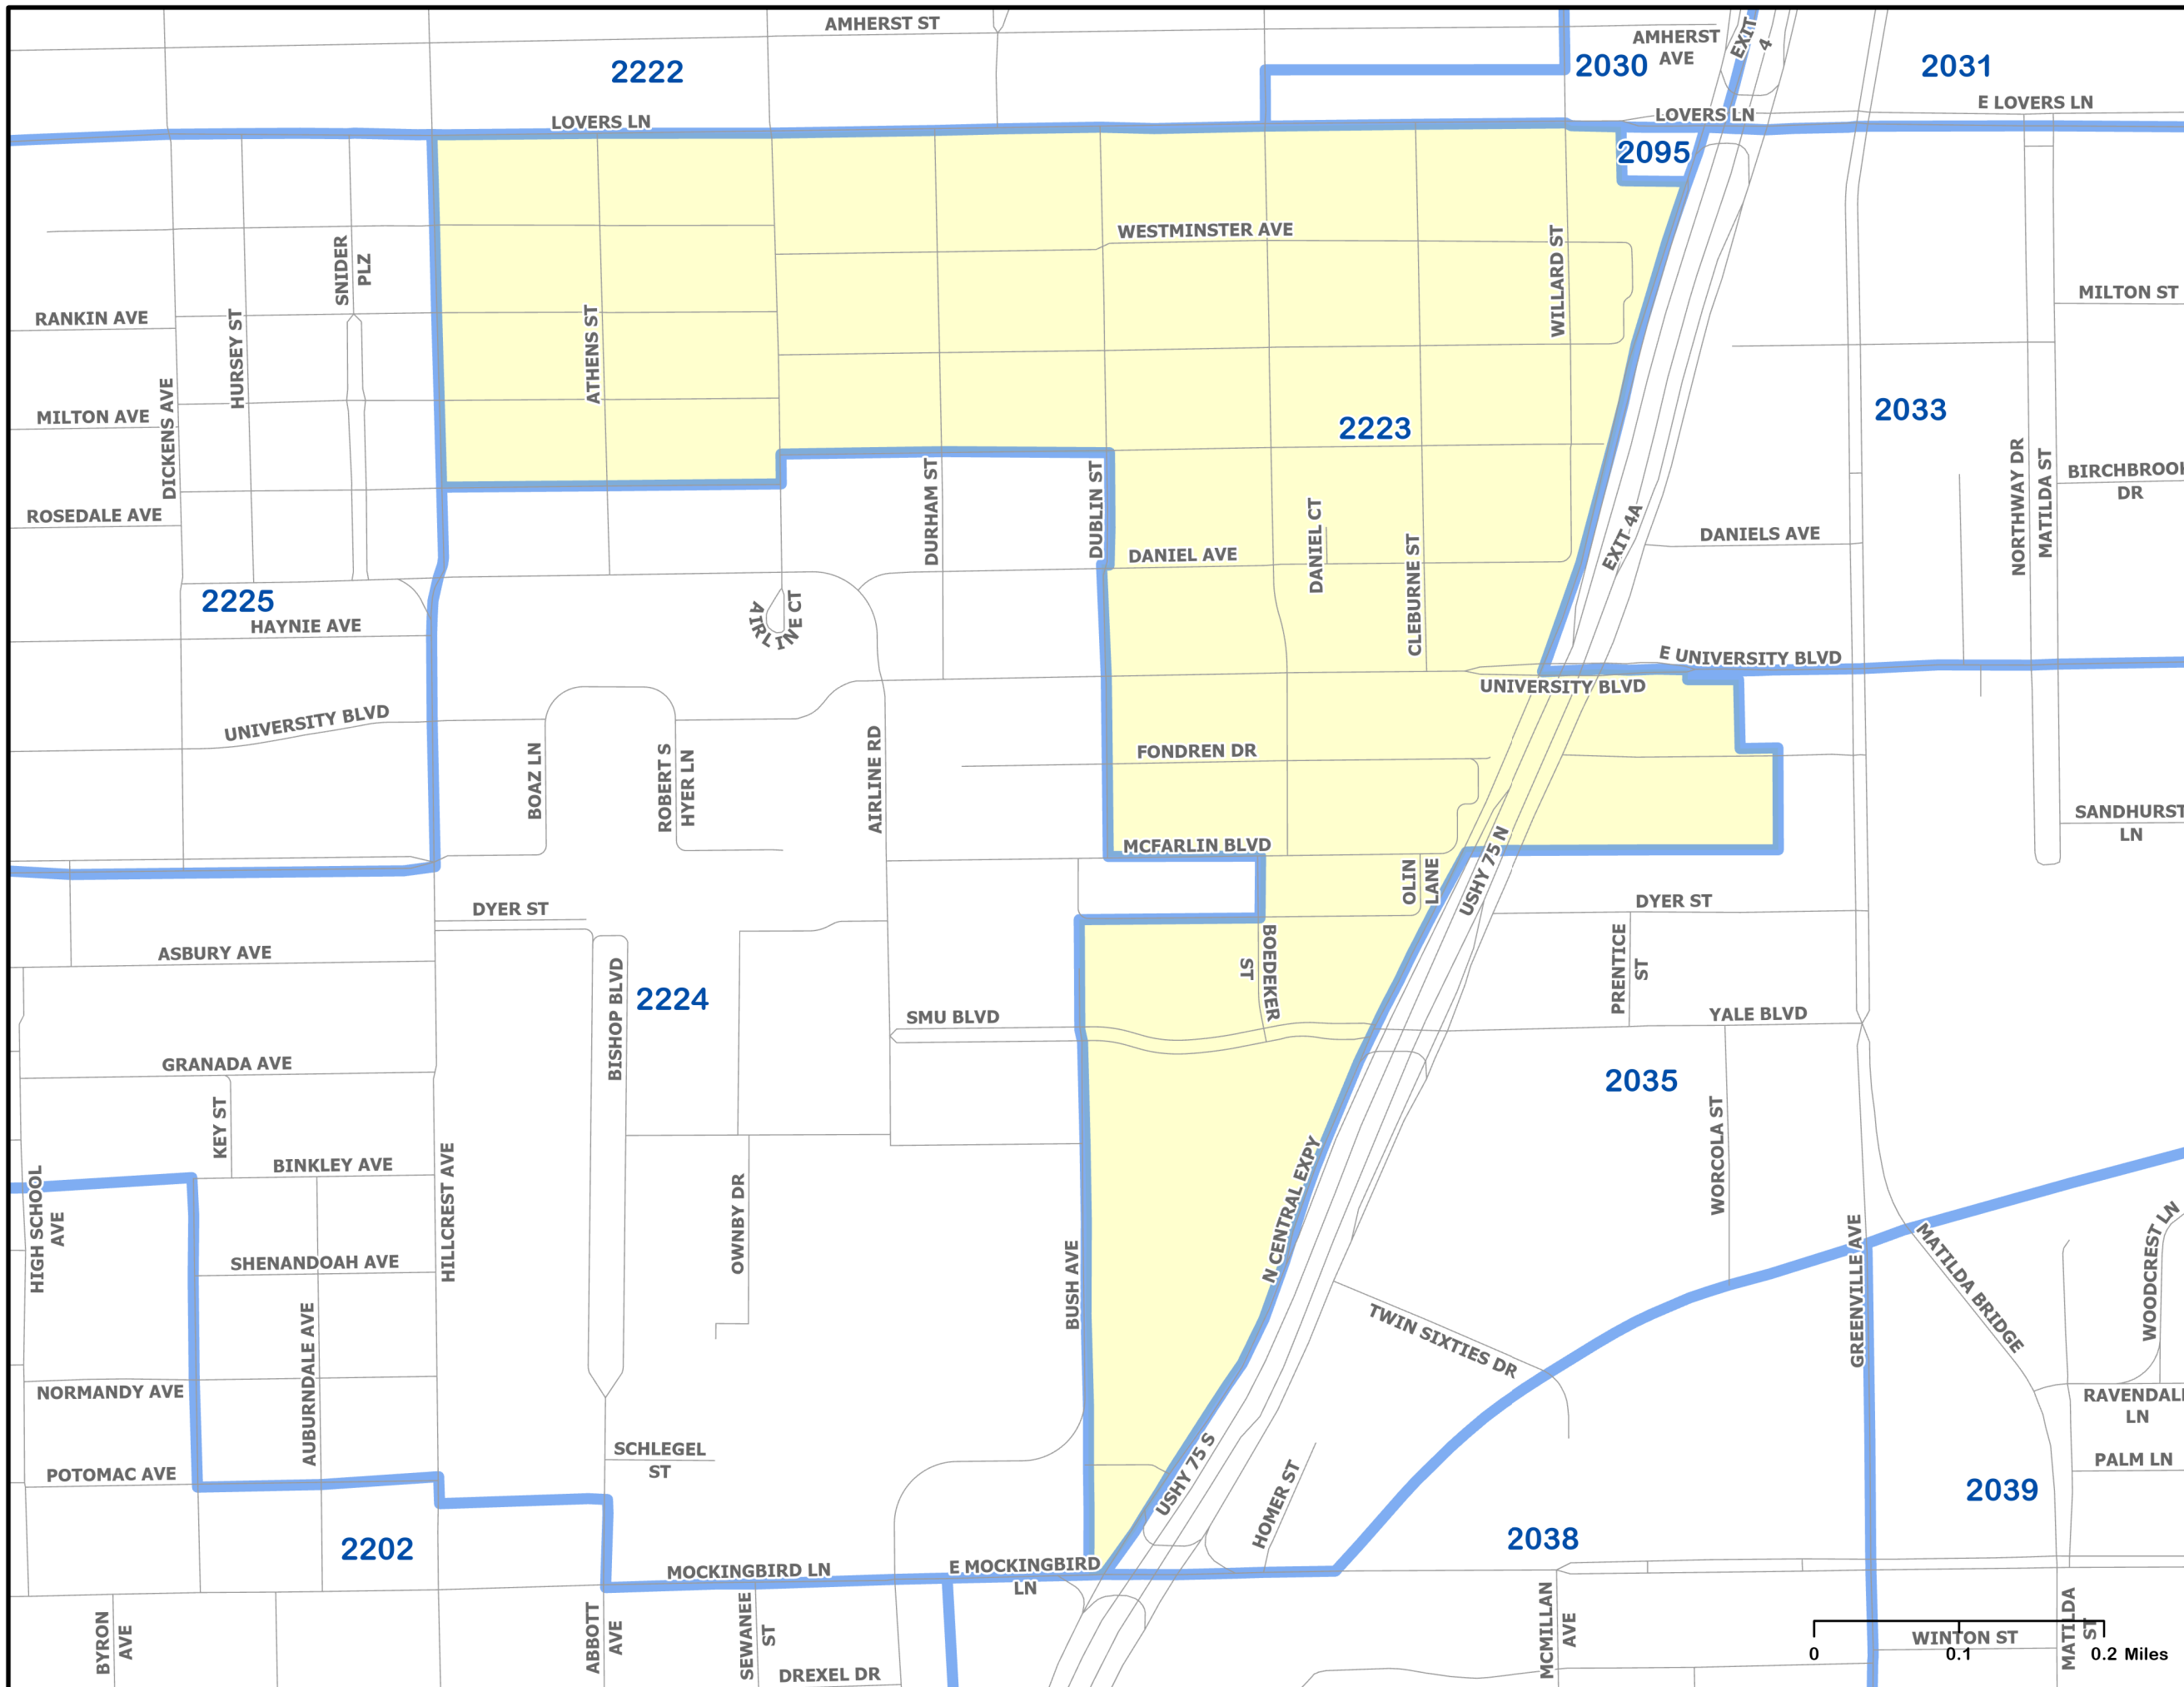 AMHERST ST
AMHERST
AVE
EXIT
4
2222
2030
2031
LOVERS LN
LOVERS LN
E LOVERS LN
2095
WESTMINSTER AVE
WILLARD ST
SNIDER
PLZ
RANKIN AVE
HURSEY ST
ATHENS ST
MILTON ST
MILTON AVE
DICKENS AVE
2223
2033
NORTHWAY DR
MATILDA ST
BIRCHBROOK
DR
ROSEDALE AVE
DURHAM ST
DUBLIN ST
DANIEL AVE
DANIEL CT
CLEBURNE ST
EXIT 4A
DANIELS AVE
2225
HAYNIE AVE
AIRLINE CT
E UNIVERSITY BLVD
UNIVERSITY BLVD
UNIVERSITY BLVD
BOAZ LN
ROBERT S
HYER LN
AIRLINE RD
FONDREN DR
SANDHURST
LN
MCFARLIN BLVD
OLIN
LANE
USHY 75 N
DYER ST
DYER ST
ASBURY AVE
BISHOP BLVD
2224
BOEDEKER
ST
PRENTICE
ST
SMU BLVD
YALE BLVD
GRANADA AVE
2035
KEY ST
WORCOLA ST
BINKLEY AVE
HILLCREST AVE
HIGH SCHOOL
AVE
OWNBY DR
N CENTRAL EXPY
SHENANDOAH AVE
BUSH AVE
GREENVILLE AVE
MATILDA BRIDGE
WOODCREST LN
AUBURNDALE AVE
TWIN SIXTIES DR
NORMANDY AVE
RAVENDALE
LN
SCHLEGEL
ST
USHY 75 S
HOMER ST
POTOMAC AVE
PALM LN
2039
2202
2038
MOCKINGBIRD LN
E MOCKINGBIRD
LN
BYRON
AVE
ABBOTT
AVE
SEWANEE
ST
DREXEL DR
MCMILLAN
AVE
WINTON ST
MATILDA
ST
0 0.1 0.2 Miles